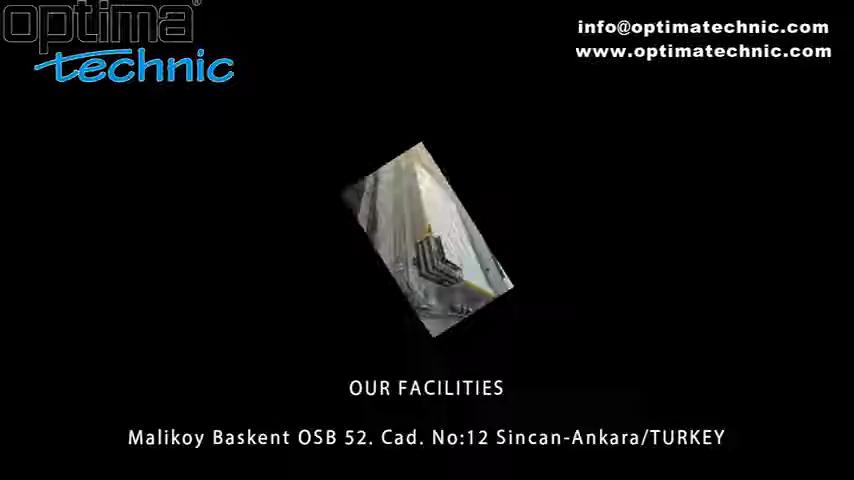 optima®
technic
info@optimatechnic.com
www.optimatechnic.com
OUR FACILITIES
Malikoy Baskent OSB 52. Cad. No:12 Sincan-Ankara/TURKEY